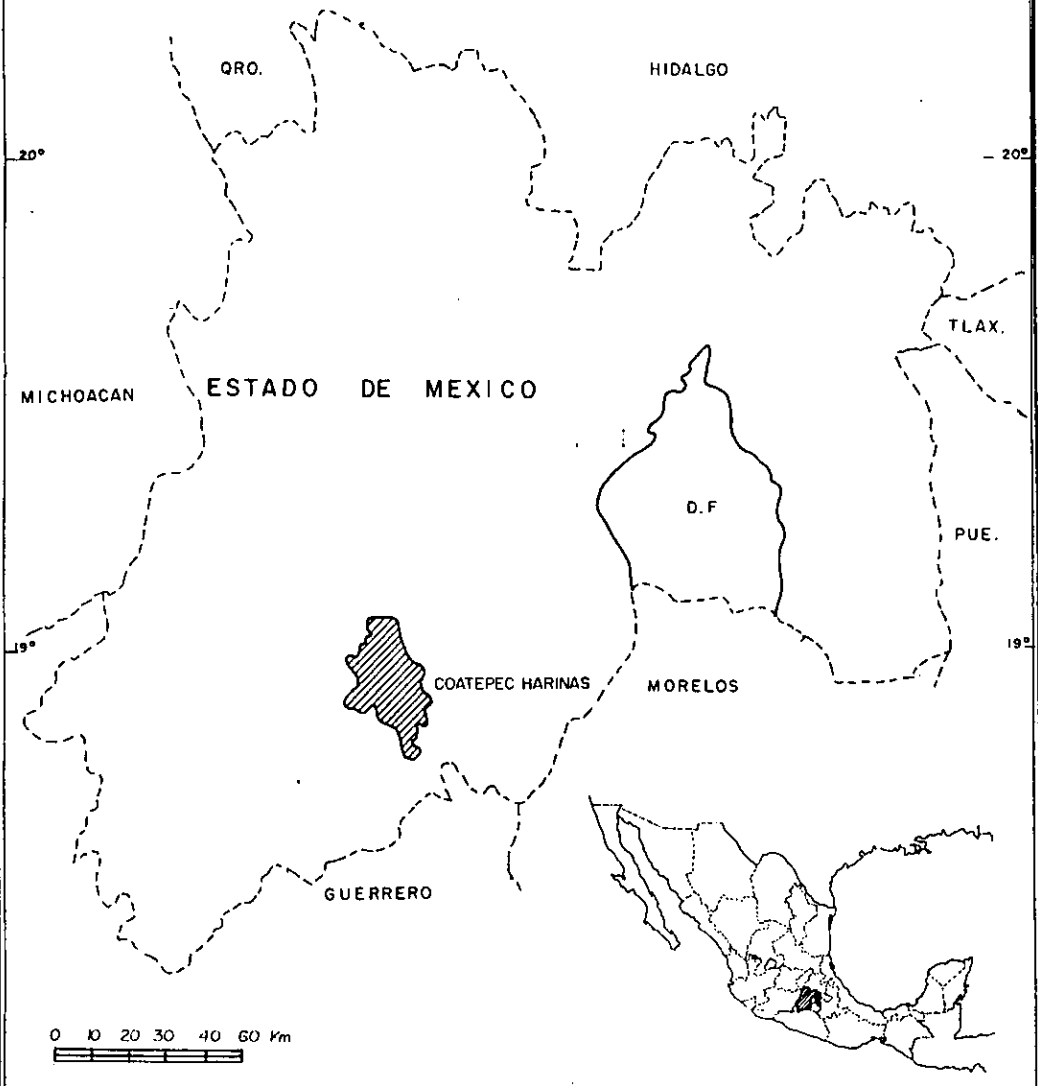 QRO.
HIDALGO
20°
20°
TLAX.
MICHOACAN
ESTADO DE MEXICO
D.F
PUE.
19°
19°
COATEPEC HARINAS
MORELOS
GUERRERO
0 10 20 30 40 60 Km